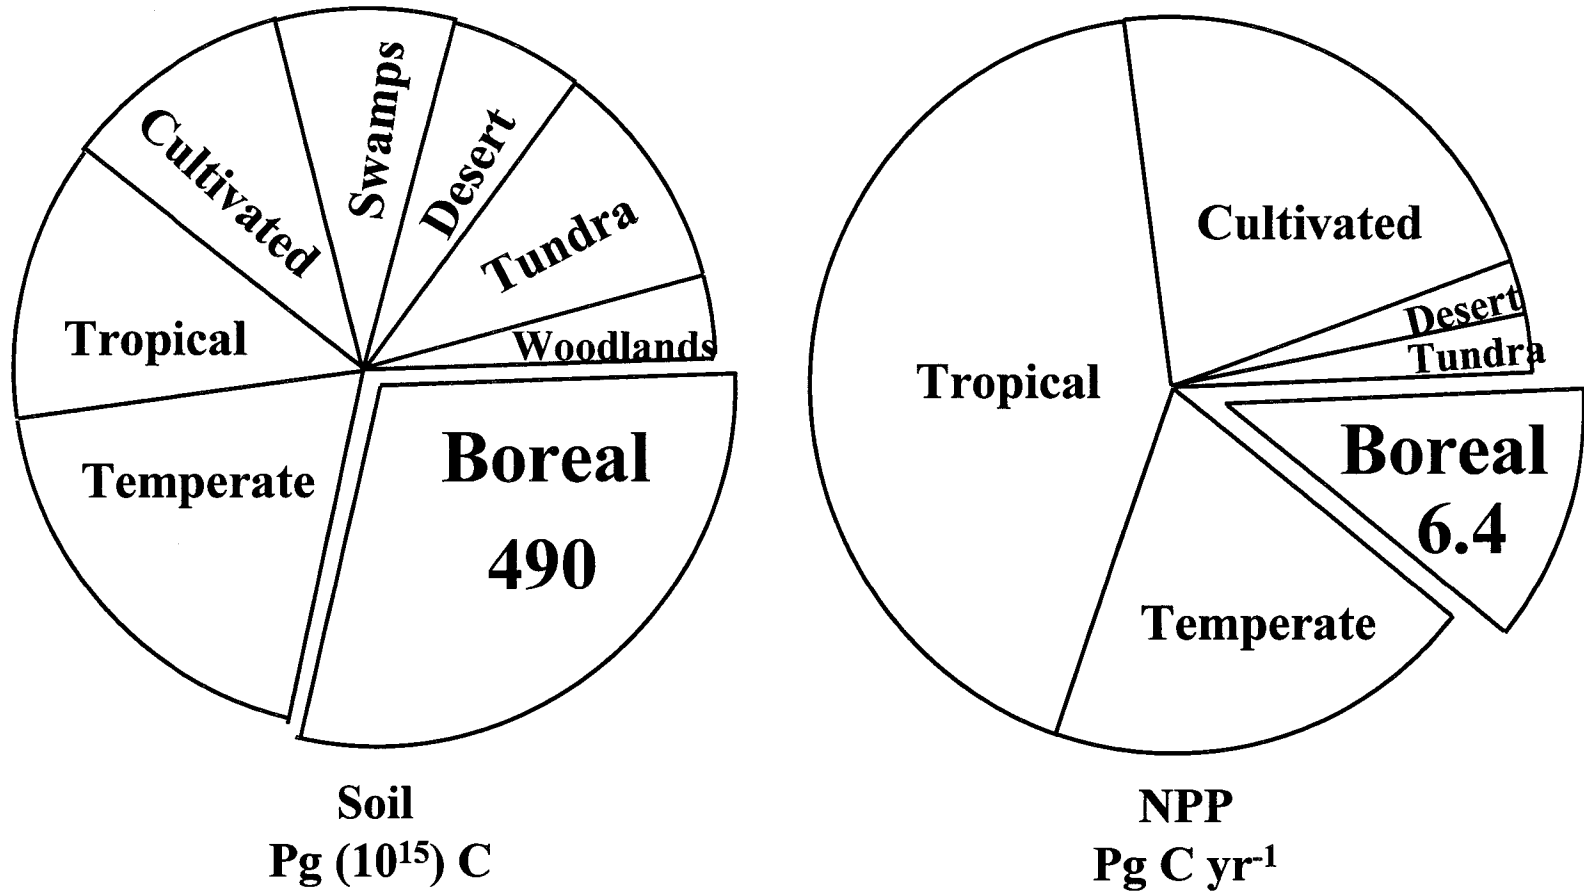 Cultivated
Swamps
Desert
Tundra
Woodlands
Tropical
Temperate
Boreal
490
Soil
Pg (10¹⁵) C
Cultivated
Desert
Tundra
Tropical
Boreal
6.4
Temperate
NPP
Pg C yr⁻¹